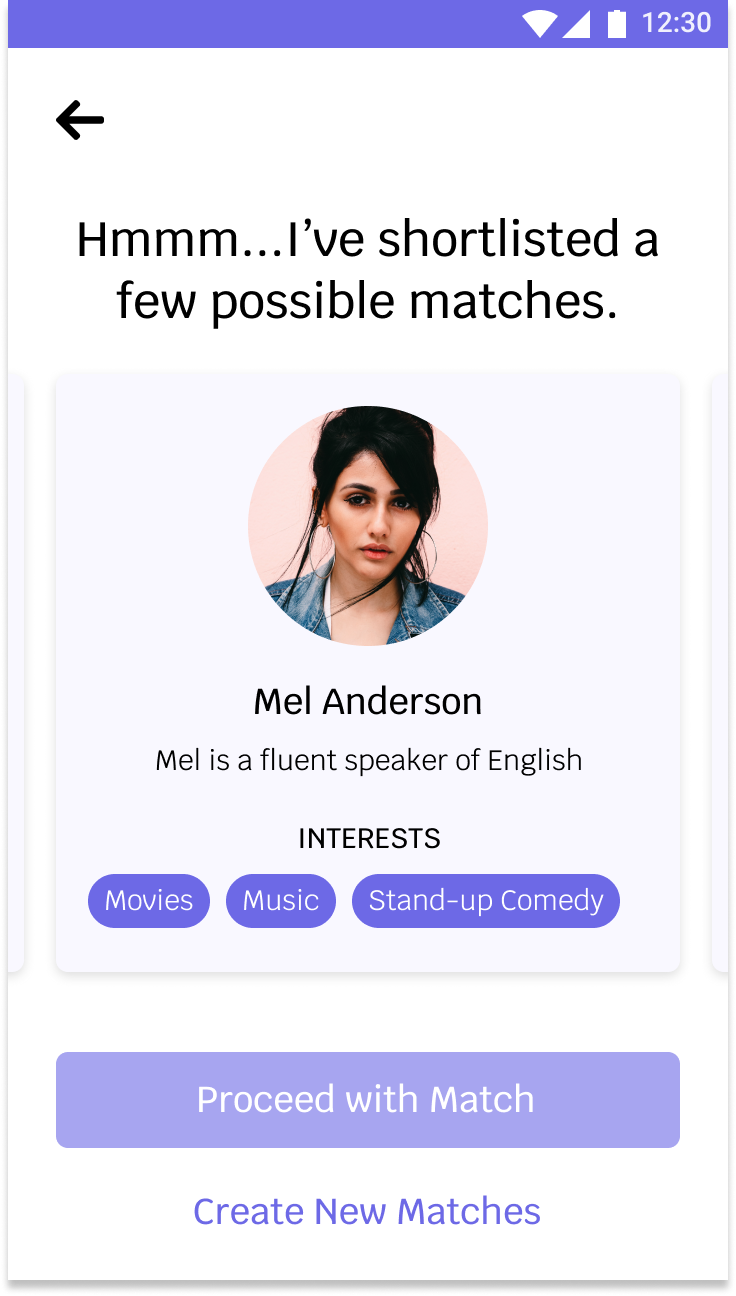 12:30
Hmmm...I’ve shortlisted a
few possible matches.
Mel Anderson
Mel is a fluent speaker of English
INTERESTS
Movies Music Stand-up Comedy
Proceed with Match
Create New Matches